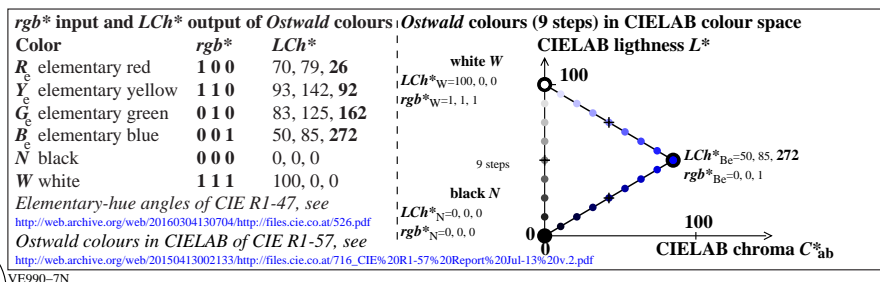 rgb* input and LCh* output of Ostwald colours
Color rgb* LCh*
Re elementary red 1 0 0 70, 79, 26
Ye elementary yellow 1 1 0 93, 142, 92
Ge elementary green 0 1 0 83, 125, 162
Be elementary blue 0 0 1 50, 85, 272
N black 0 0 0 0, 0, 0
W white 1 1 1 100, 0, 0
Elementary-hue angles of CIE R1-47, see
http://web.archive.org/web/20160304130704/http://files.cie.co.at/526.pdf
Ostwald colours in CIELAB of CIE R1-57, see
http://web.archive.org/web/20150413002133/http://files.cie.co.at/716_CIE%20R1-57%20Report%20Jul-13%20v.2.pdf
Ostwald colours (9 steps) in CIELAB colour space
CIELAB ligthness L*
white W
LCh*W=100, 0, 0
rgb*W=1, 1, 1
100
9 steps
LCh*Be=50, 85, 272
rgb*Be=0, 0, 1
black N
LCh*N=0, 0, 0
rgb*N=0, 0, 0
0
0
100
CIELAB chroma C*ab
VE990–7N